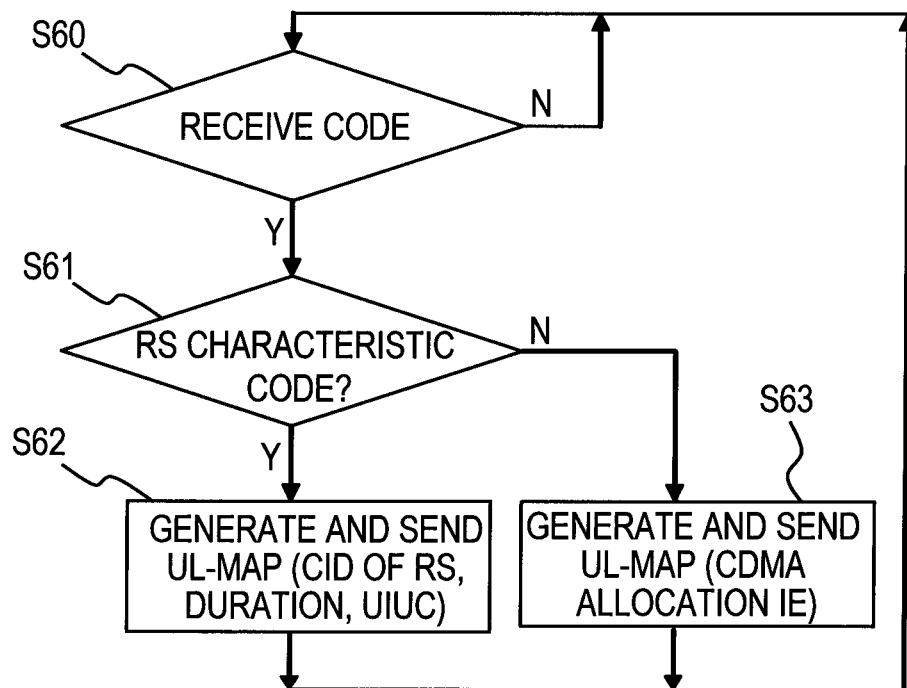 S60
RECEIVE CODE
N
Y
S61
RS CHARACTERISTIC
CODE?
N
Y
S62
GENERATE AND SEND
UL-MAP (CID OF RS,
DURATION, UIUC)
S63
GENERATE AND SEND
UL-MAP (CDMA
ALLOCATION IE)